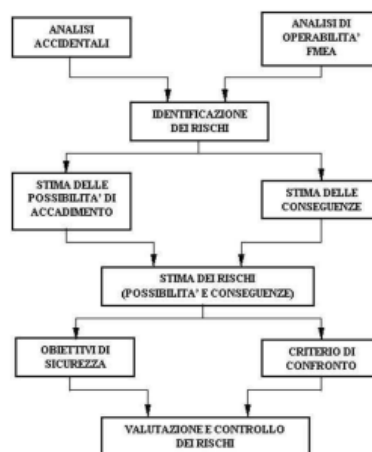 ANALISI
ACCIDENTALI
ANALISI DI
OPERABILITA'
FMEA
IDENTIFICAZIONE
DEI RISCHI
STIMA DELLE
POSSIBILITA' DI
ACCADIMENTO
STIMA DELLE
CONSEGUENZE
STIMA DEI RISCHI
(POSSIBILITA' E CONSEGUENZE)
OBIETTIVI DI
SICUREZZA
CRITERIO DI
CONFRONTO
VALUTAZIONE E CONTROLLO
DEI RISCHI